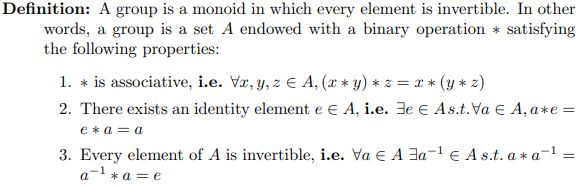 Definition: A group is a monoid in which every element is invertible. In other
words, a group is a set A endowed with a binary operation ∗ satisfying
the following properties:
1. ∗ is associative, i.e. ∀x, y, z ∈ A, (x ∗ y) ∗ z = x ∗ (y ∗ z)
2. There exists an identity element e ∈ A, i.e. ∃e ∈ As.t.∀a ∈ A, a∗e =
e ∗ a = a
3. Every element of A is invertible, i.e. ∀a ∈ A ∃a⁻¹ ∈ A s.t. a ∗ a⁻¹ =
a⁻¹ ∗ a = e